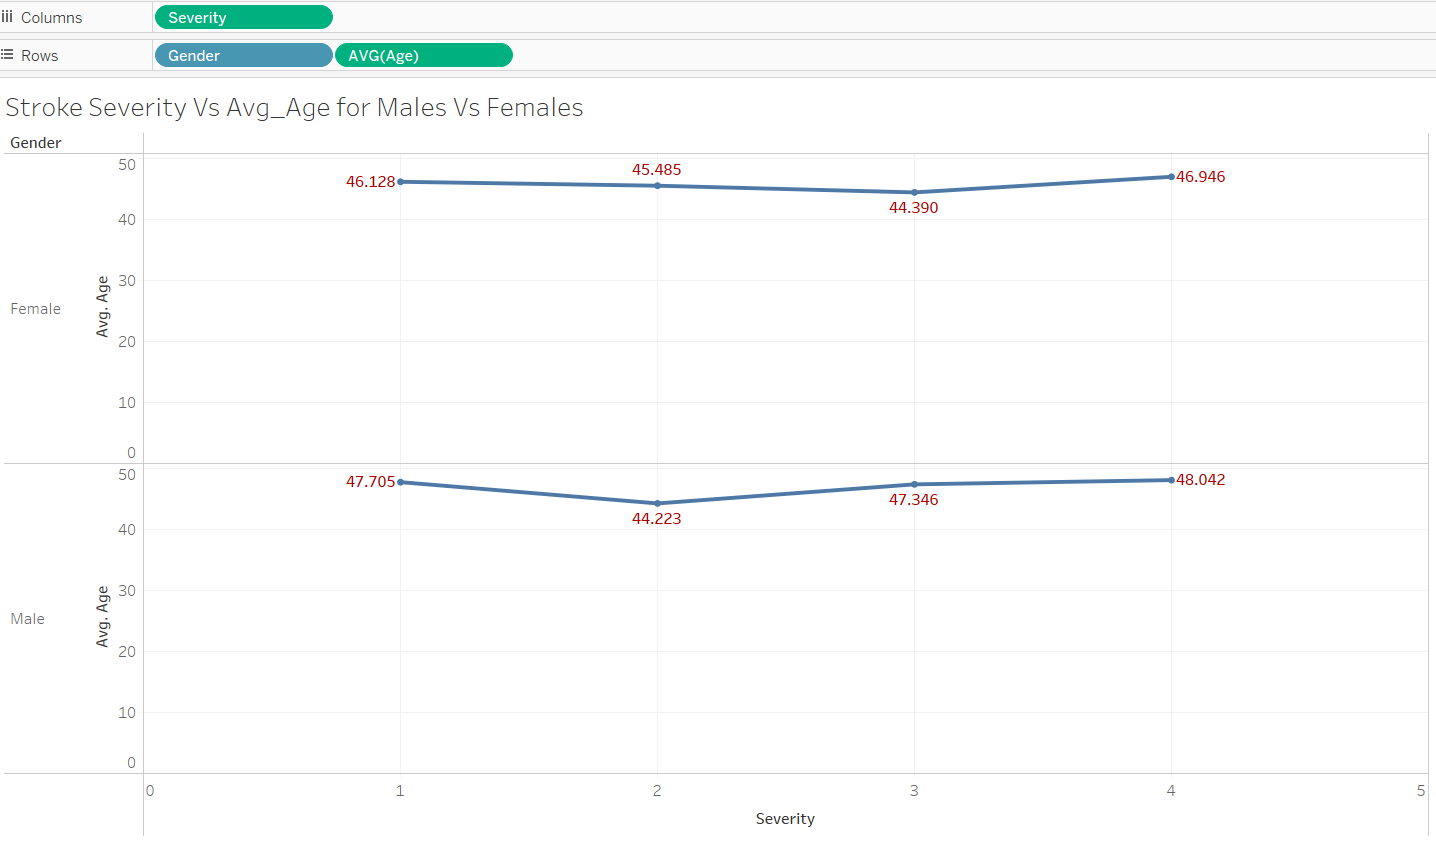 Columns
Severity
Rows
Gender
AVG(Age)
Stroke Severity Vs Avg_Age for Males Vs Females
Gender
Female
Avg. Age
50
40
30
20
10
0
46.128
45.485
44.390
46.946
Male
Avg. Age
50
40
30
20
10
0
47.705
44.223
47.346
48.042
0 1 2 3 4 5
Severity